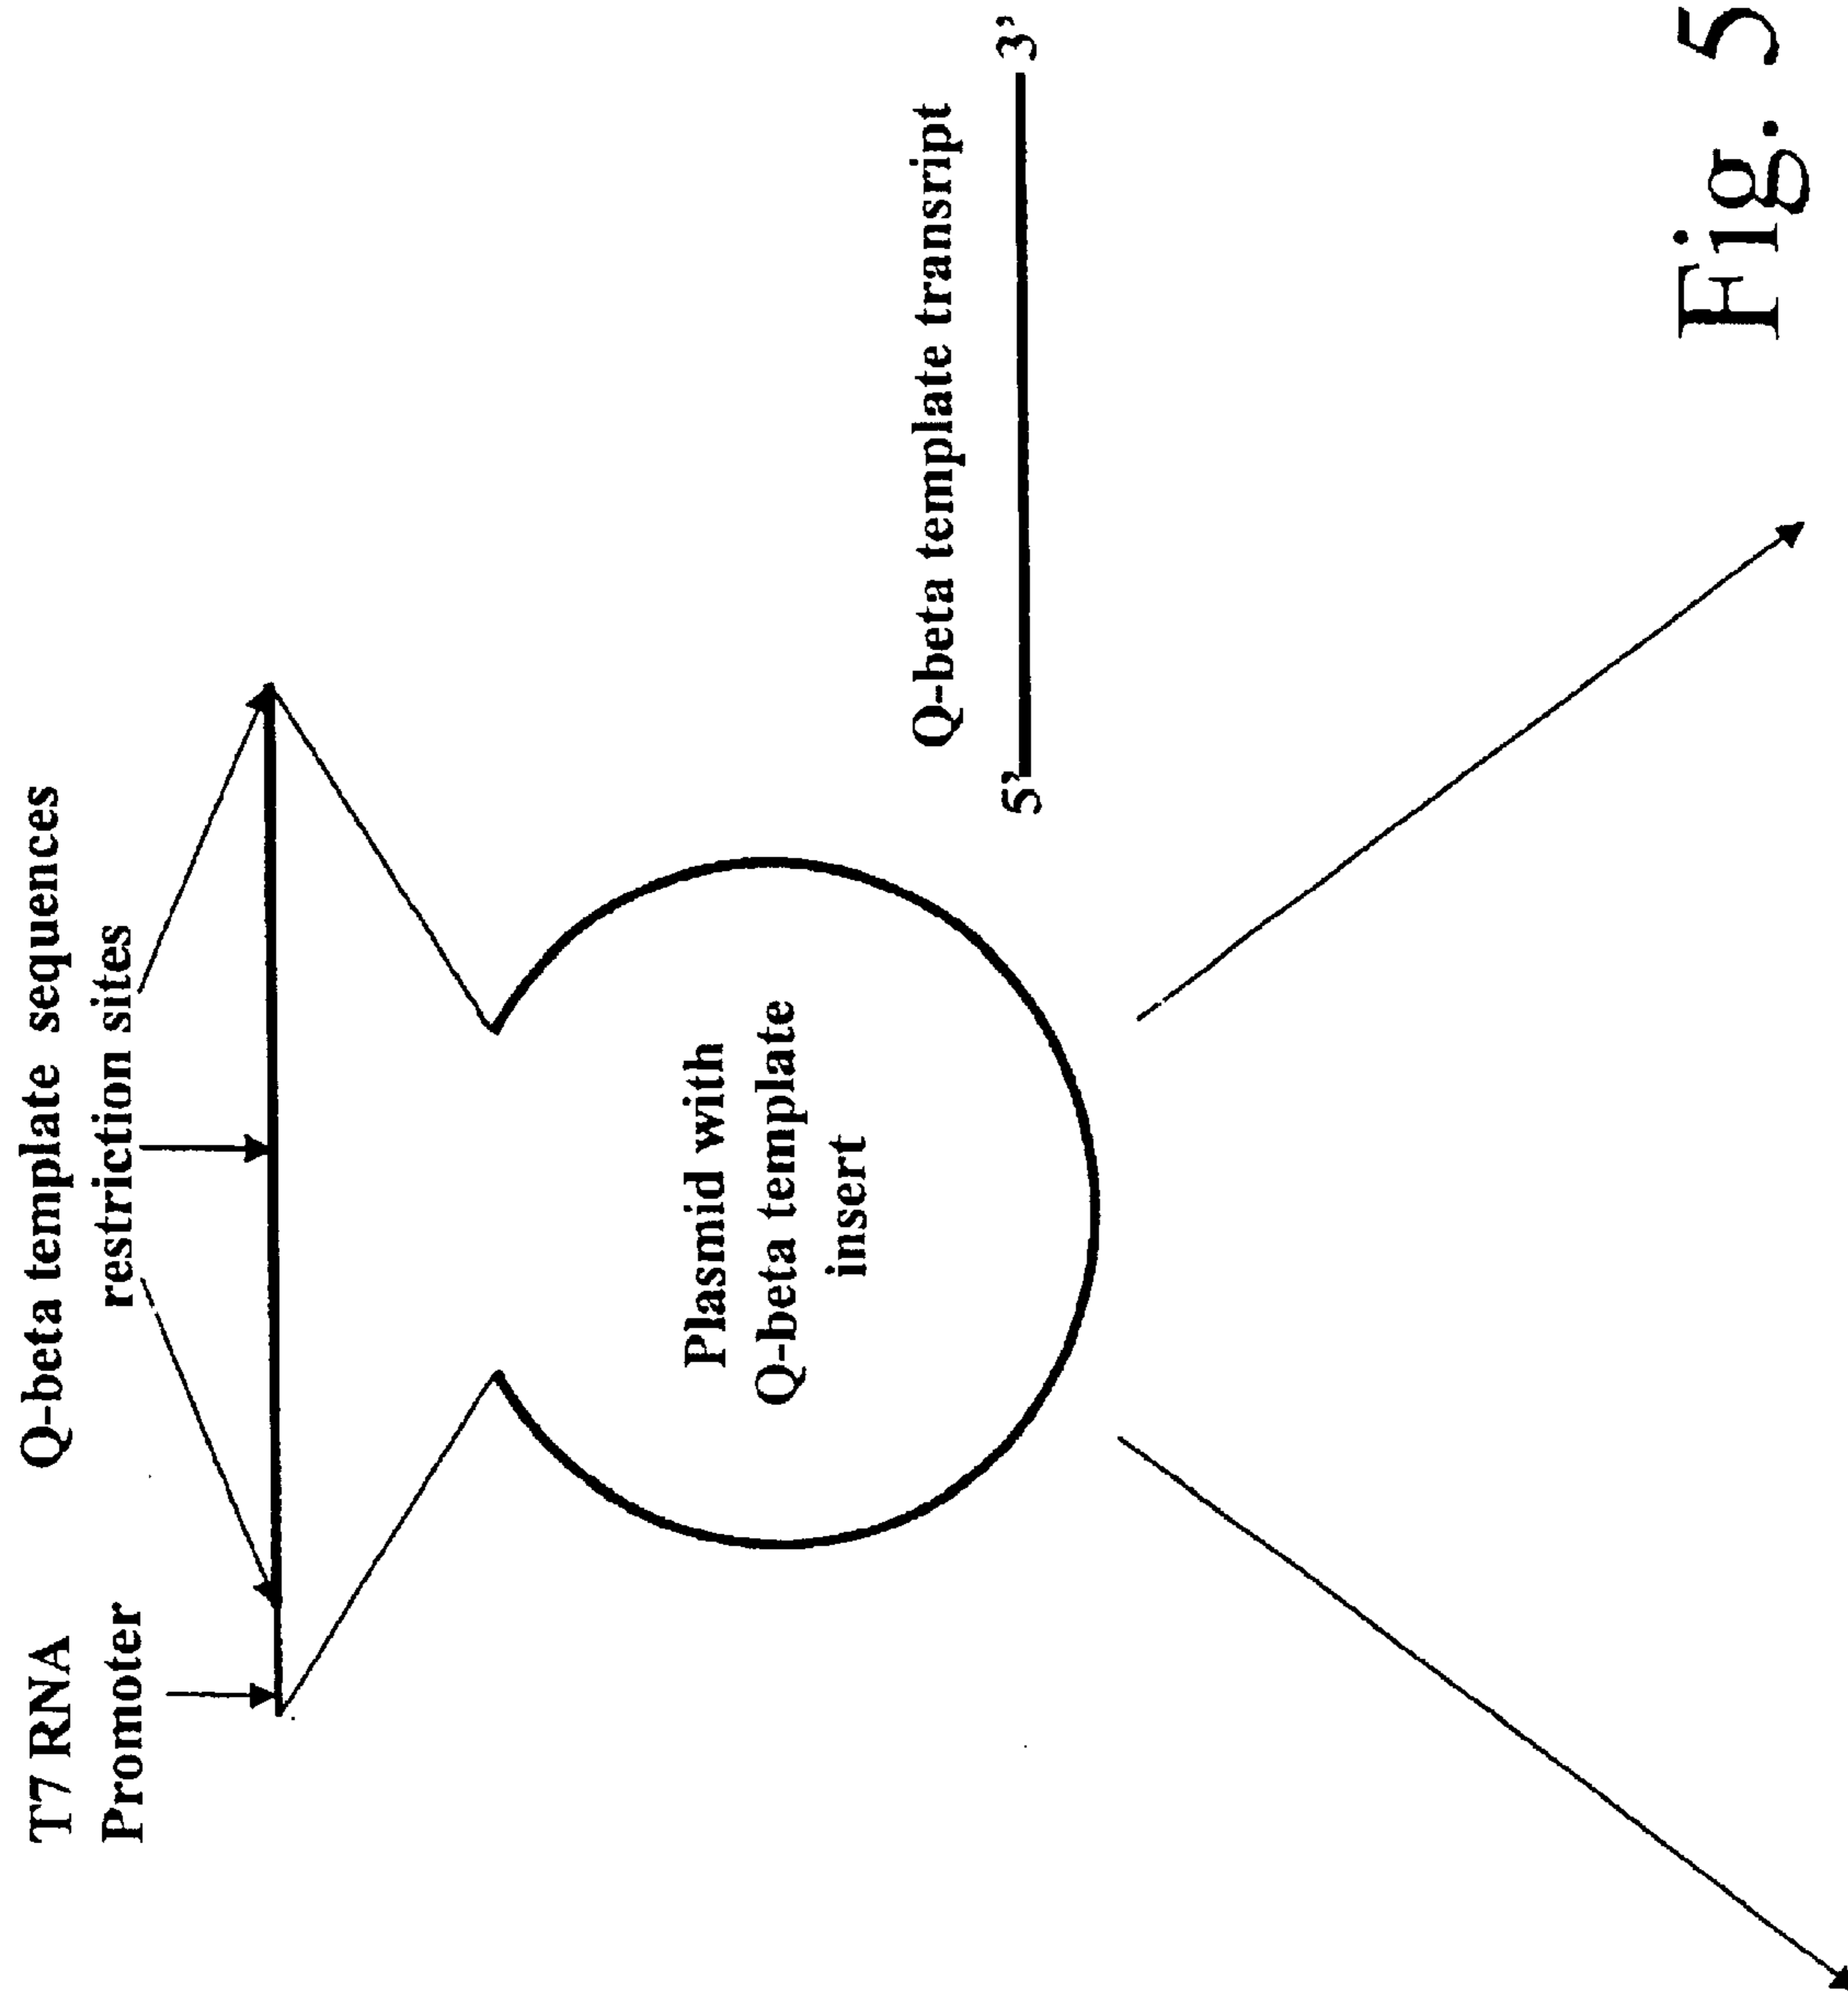 T7 RNA
Promoter
Q-beta template sequences
restriction sites
Plasmid with
Q-beta template
insert
Q-beta template transript
5’
3’
Fig. 5